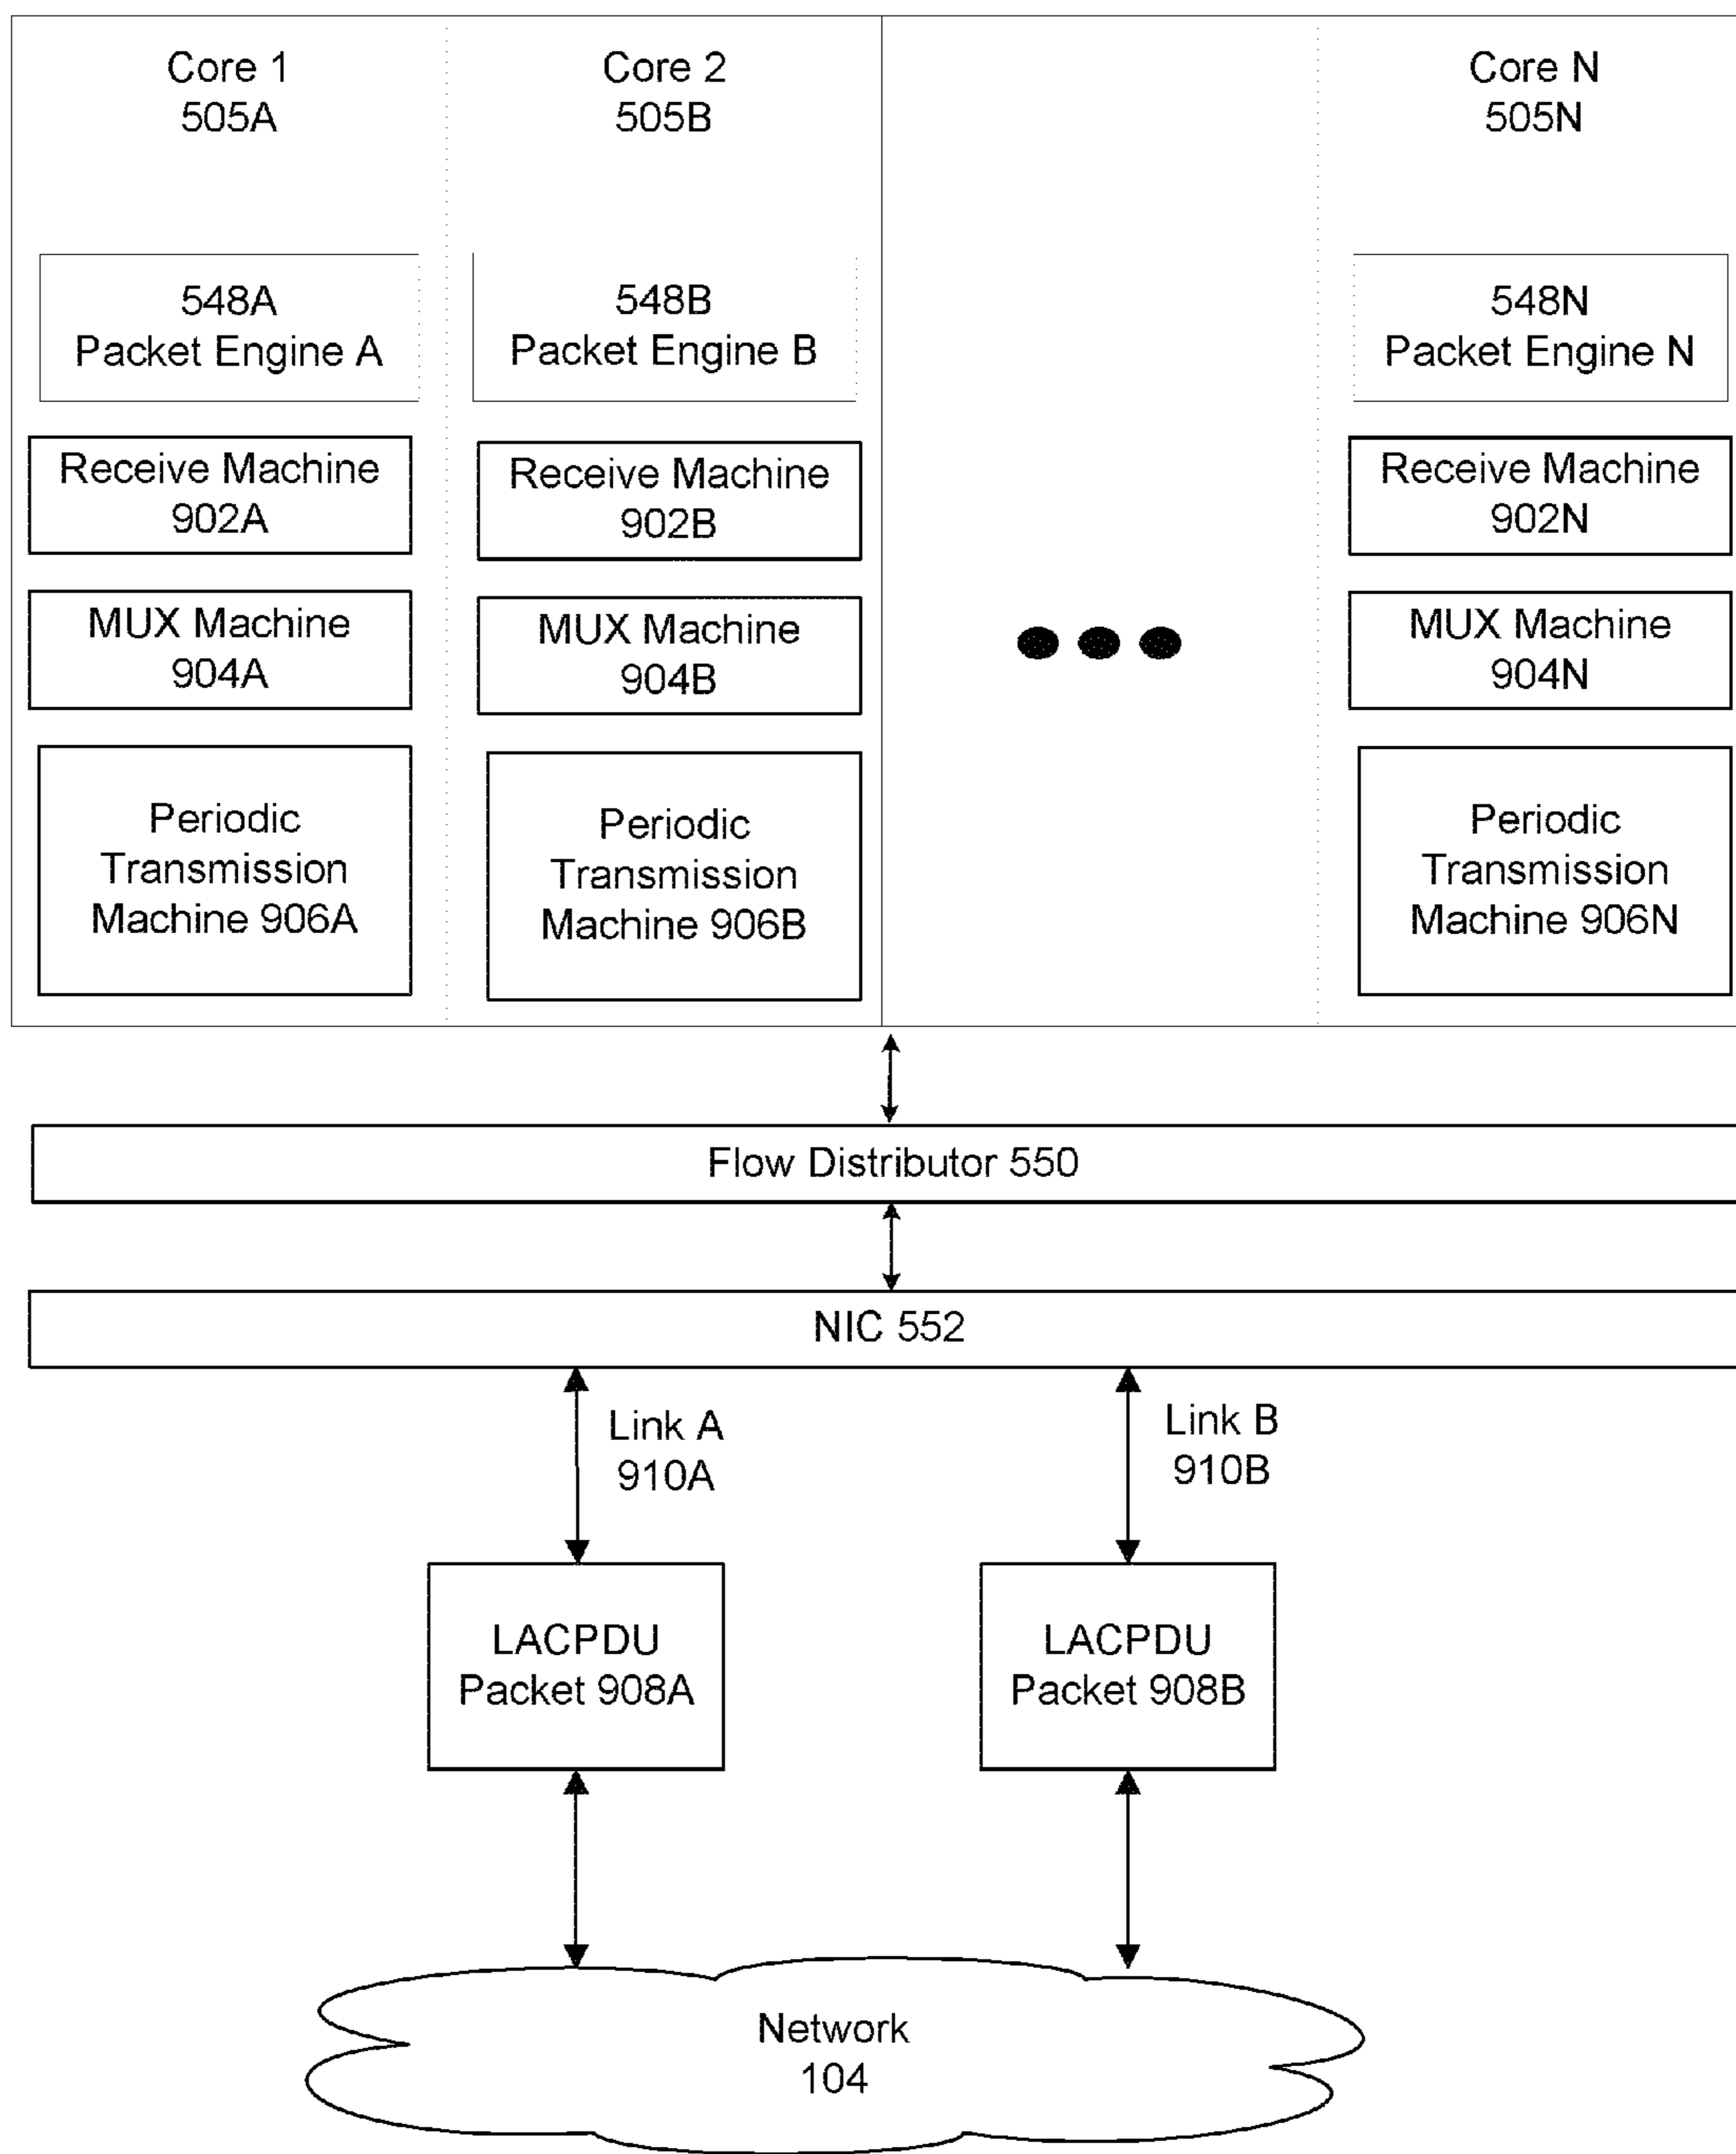 Core 1
505A
Core 2
505B
Core N
505N
548A
Packet Engine A
548B
Packet Engine B
548N
Packet Engine N
Receive Machine
902A
Receive Machine
902B
Receive Machine
902N
MUX Machine
904A
MUX Machine
904B
MUX Machine
904N
Periodic
Transmission
Machine 906A
Periodic
Transmission
Machine 906B
Periodic
Transmission
Machine 906N
Flow Distributor 550
NIC 552
Link A
910A
Link B
910B
LACPDU
Packet 908A
LACPDU
Packet 908B
Network
104